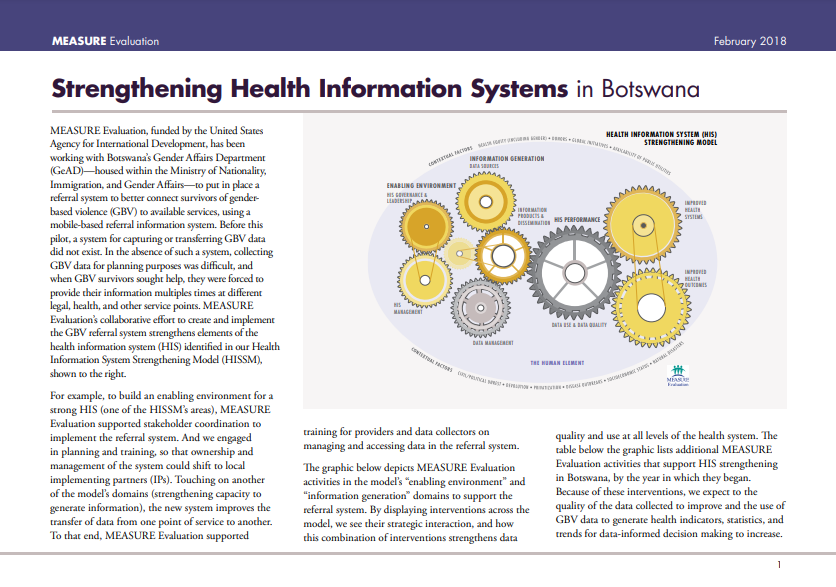 MEASURE Evaluation
February 2018
Strengthening Health Information Systems in Botswana
MEASURE Evaluation, funded by the United States
Agency for International Development, has been
working with Botswana's Gender Affairs Department
(GeAD)—housed within the Ministry of Nationality,
Immigration, and Gender Affairs—to put in place a
referral system to better connect survivors of gender-
based violence (GBV) to available services, using a
mobile-based referral information system. Before this
pilot, a system for capturing or transferring GBV data
did not exist. In the absence of such a system, collecting
GBV data for planning purposes was difficult, and
when GBV survivors sought help, they were forced to
provide their information multiple times at different
legal, health, and other service points. MEASURE
Evaluation's collaborative effort to create and implement
the GBV referral system strengthens elements of the
health information system (HIS) identified in our Health
Information System Strengthening Model (HISSM),
shown to the right.
For example, to build an enabling environment for a
strong HIS (one of the HISSM's areas), MEASURE
Evaluation supported stakeholder coordination to
implement the referral system. And we engaged
in planning and training, so that ownership and
management of the system could shift to local
implementing partners (IPs). Touching on another
of the model's domains (strengthening capacity to
generate information), the new system improves the
transfer of data from one point of service to another.
To that end, MEASURE Evaluation supported
HEALTH INFORMATION SYSTEM (HIS)
STRENGTHENING MODEL
CONTEXTUAL FACTORS HEALTH EQUITY (INCLUDING GENDER) • DONORS • GLOBAL INITIATIVES • AVAILABILITY OF PUBLIC UTILITIES
INFORMATION GENERATION
DATA SOURCES
ENABLING ENVIRONMENT
HIS GOVERNANCE &
LEADERSHIP
INFORMATION
PRODUCTS &
DISSEMINATION
HIS PERFORMANCE
IMPROVED
HEALTH
SYSTEMS
IMPROVED
HEALTH
OUTCOMES
HIS
MANAGEMENT
DATA USE & DATA QUALITY
DATA MANAGEMENT
THE HUMAN ELEMENT
CONTEXTUAL FACTORS CIVIL/POLITICAL UNREST • DEVOLUTION • PRIVATIZATION • DISEASE OUTBREAKS • SOCIOECONOMIC STATUS • NATURAL DISASTERS
MEASURE
Evaluation
training for providers and data collectors on
managing and accessing data in the referral system.
The graphic below depicts MEASURE Evaluation
activities in the model's "enabling environment" and
"information generation" domains to support the
referral system. By displaying interventions across the
model, we see their strategic interaction, and how
this combination of interventions strengthens data
quality and use at all levels of the health system. The
table below the graphic lists additional MEASURE
Evaluation activities that support HIS strengthening
in Botswana, by the year in which they began.
Because of these interventions, we expect to the
quality of the data collected to improve and the use of
GBV data to generate health indicators, statistics, and
trends for data-informed decision making to increase.
1